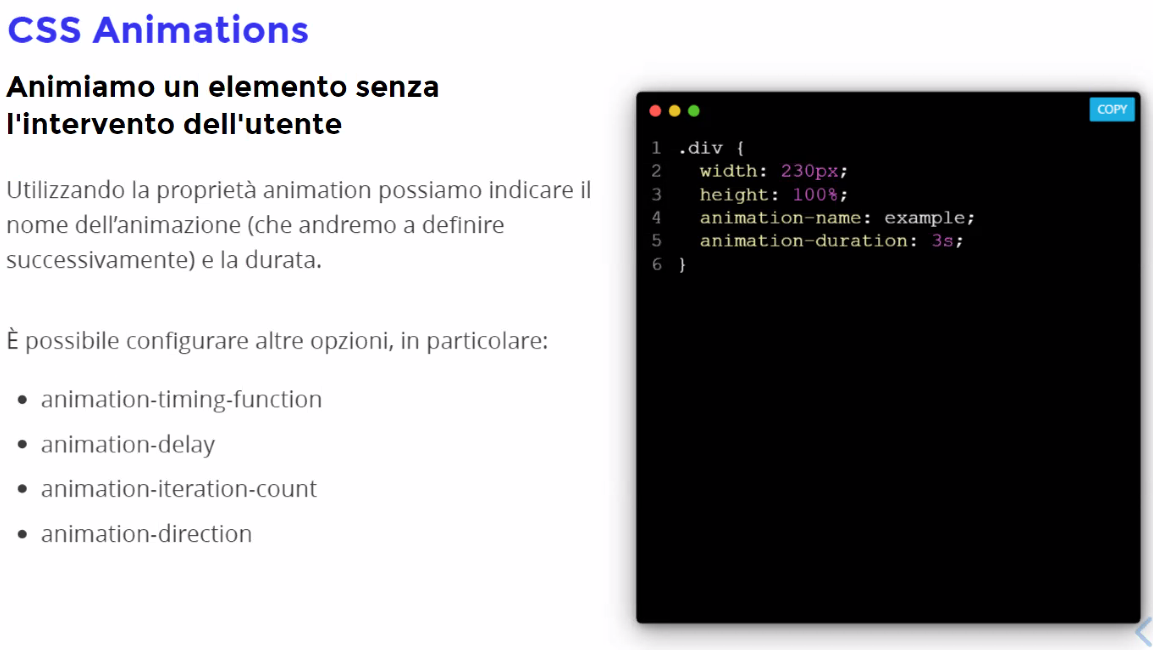 CSS Animations
Animiamo un elemento senza
l'intervento dell'utente
Utilizzando la proprietà animation possiamo indicare il
nome dell’animazione (che andremo a definire
successivamente) e la durata.
È possibile configurare altre opzioni, in particolare:
• animation-timing-function
• animation-delay
• animation-iteration-count
• animation-direction
COPY
1 .div {
2   width: 230px;
3   height: 100%;
4   animation-name: example;
5   animation-duration: 3s;
6 }